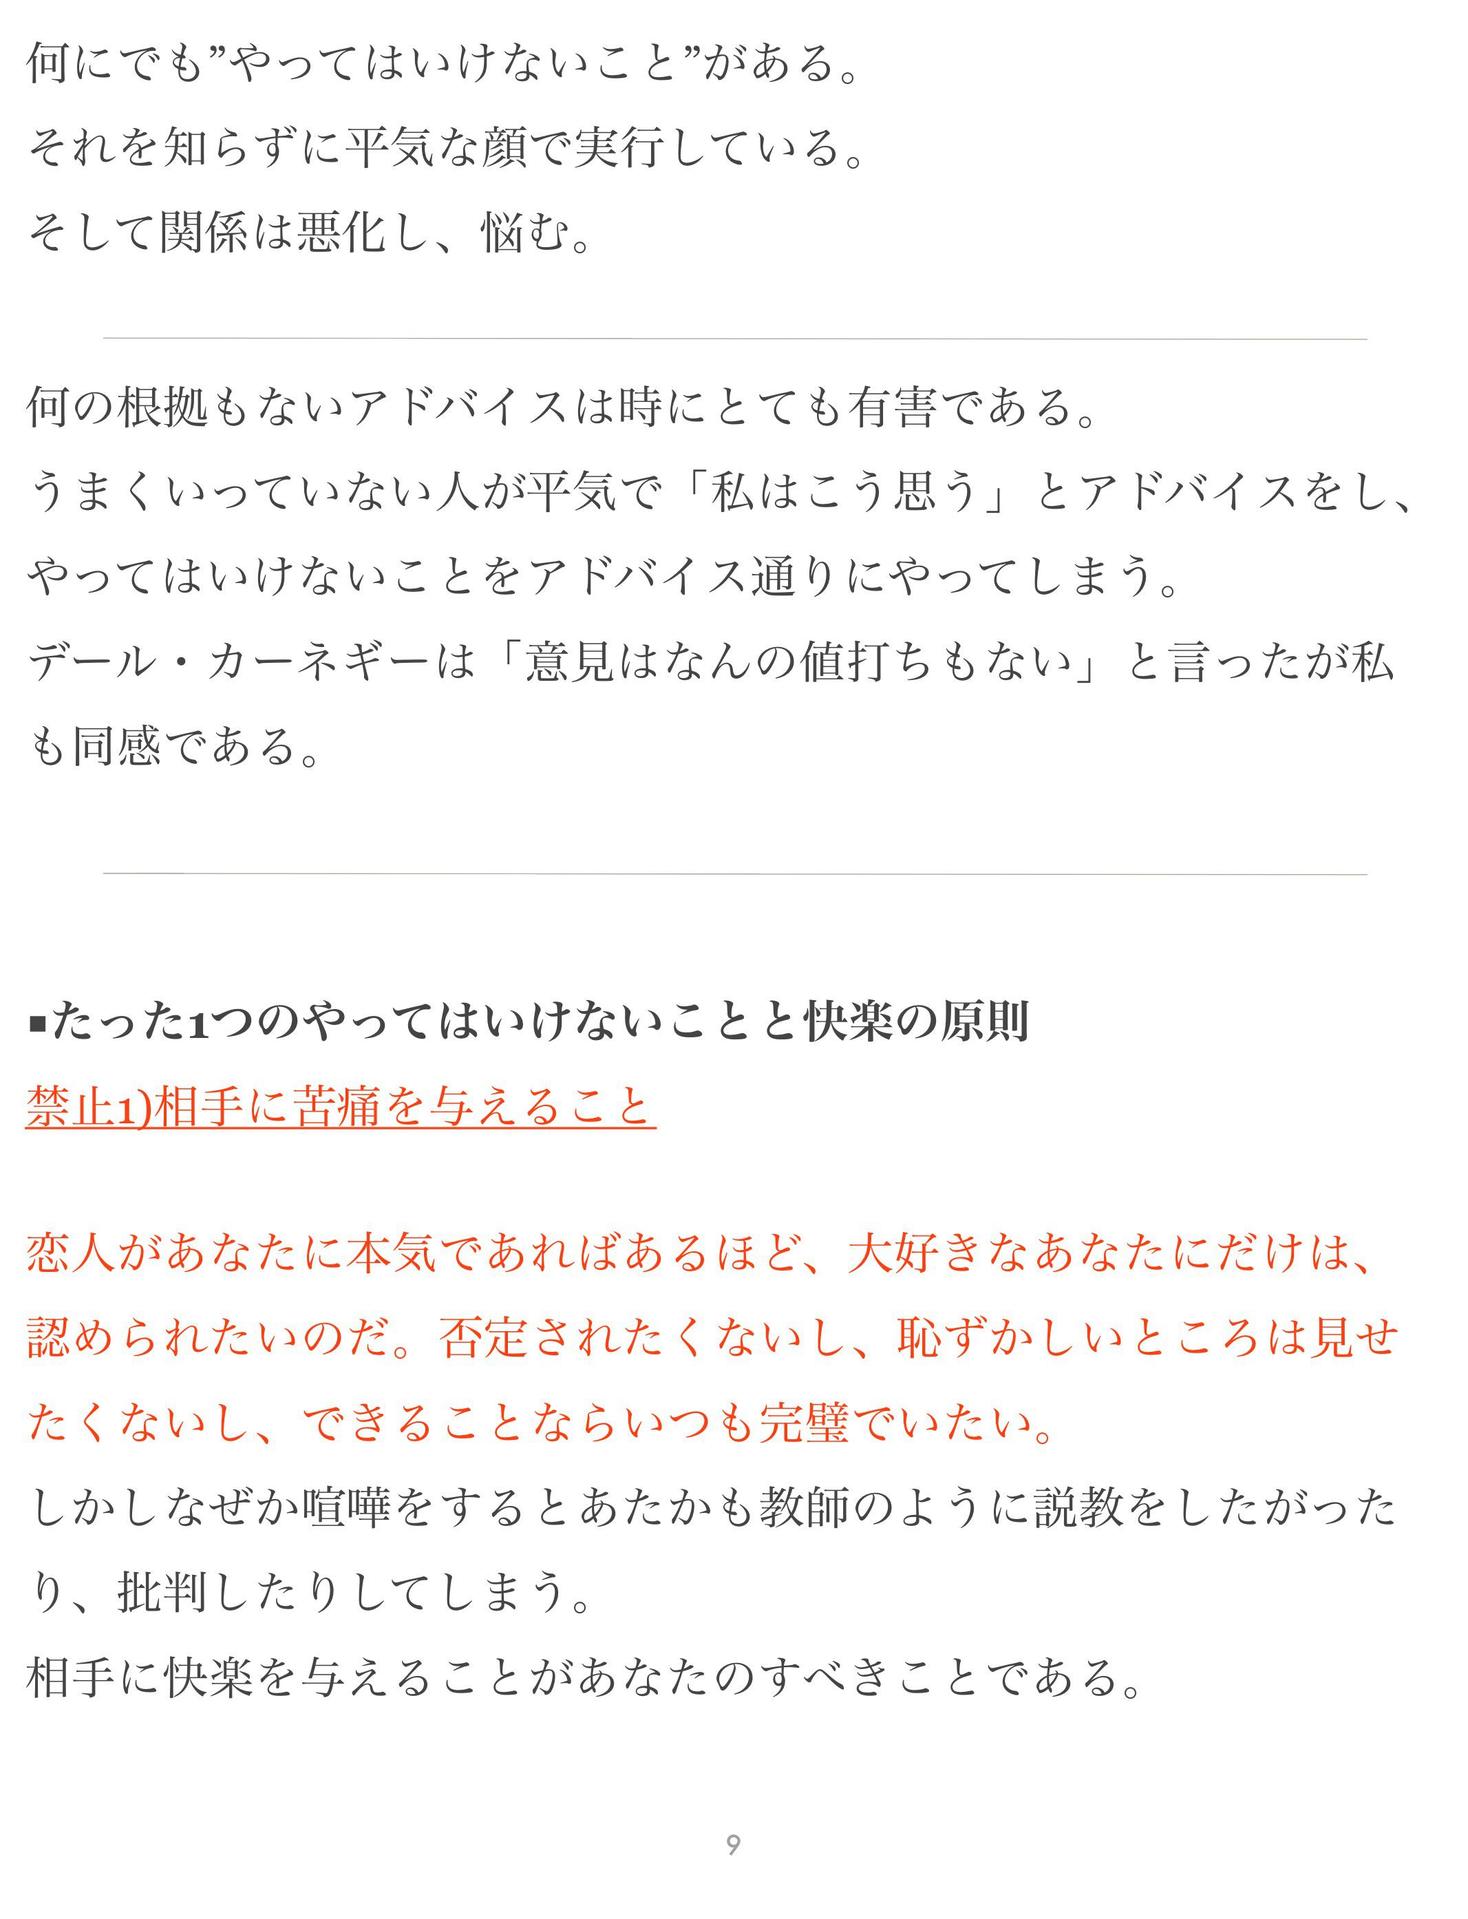 何にでも”やってはいけないこと”がある。
それを知らずに平気な顔で実行している。
そして関係は悪化し、悩む。
何の根拠もないアドバイスは時にとても有害である。
うまくいっていない人が平気で「私はこう思う」とアドバイスをし、
やってはいけないことをアドバイス通りにやってしまう。
デール・カーネギーは「意見はなんの値打ちもない」と言ったが私
も同感である。
▪たった1つのやってはいけないことと快楽の原則
禁止1)相手に苦痛を与えること
恋人があなたに本気であればあるほど、大好きなあなたにだけは、
認められたいのだ。否定されたくないし、恥ずかしいところは見せ
たくないし、できることならいつも完璧でいたい。
しかしなぜか喧嘩をするとあたかも教師のように説教をしたがった
り、批判したりしてしまう。
相手に快楽を与えることがあなたのすべきことである。
9